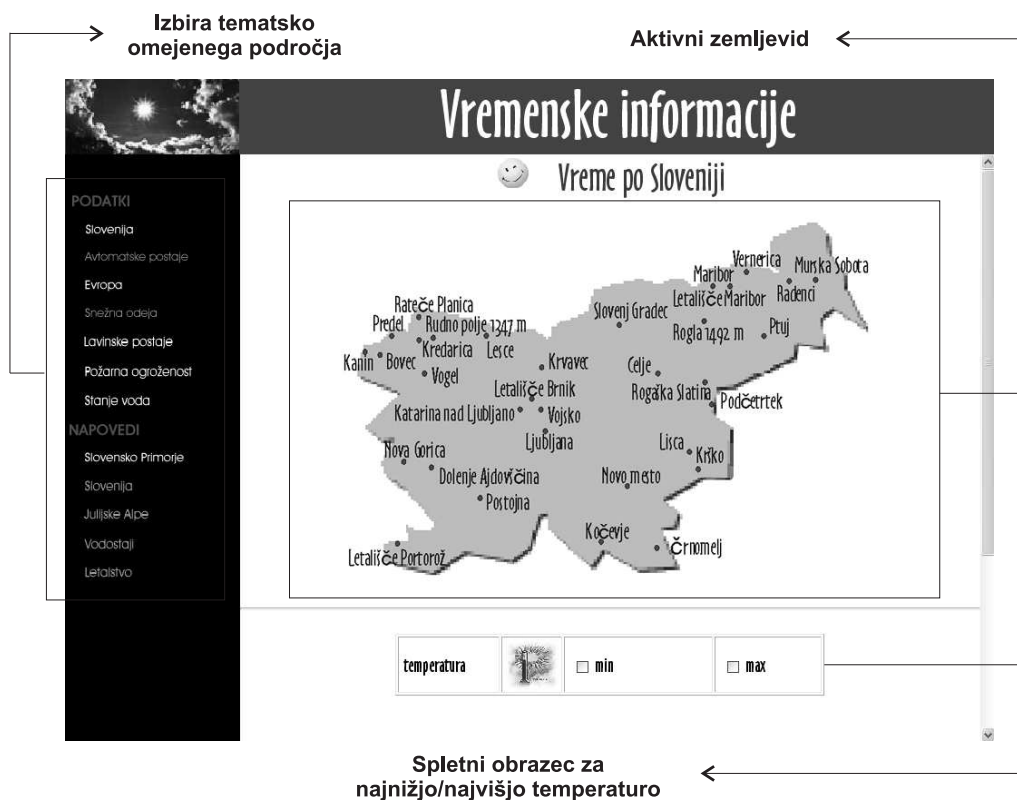 Izbira tematsko
omejenega področja
Aktivni zemljevid
Vremenske informacije
Vreme po Sloveniji
PODATKI
Slovenija
Avtomatske postaje
Evropa
Snežna odeja
Lavinske postaje
Požarna ogroženost
Stanje voda
NAPOVEDI
Slovensko Primorje
Slovenija
Julijske Alpe
Vodostaji
Letalstvo
Vernerica
Maribor
Murska Sobota
Letališče Maribor
Radenci
Rateče Planica
Slovenj Gradec
Predel
Rudno polje 1347 m
Rogla 1492 m
Ptuj
Kredarica
Lesce
Kanin
Bovec
Krvavec
Celje
Vogel
Letališče Brnik
Rogaška Slatina
Podčetrtek
Katarina nad Ljubljano
Vojsko
Ljubljana
Lisca
Nova Gorica
Krško
Dolenje Ajdovščina
Novo mesto
Postojna
Kočevje
Črnomelj
Letališče Portorož
temperatura
min
max
Spletni obrazec za
najnižjo/najvišjo temperaturo